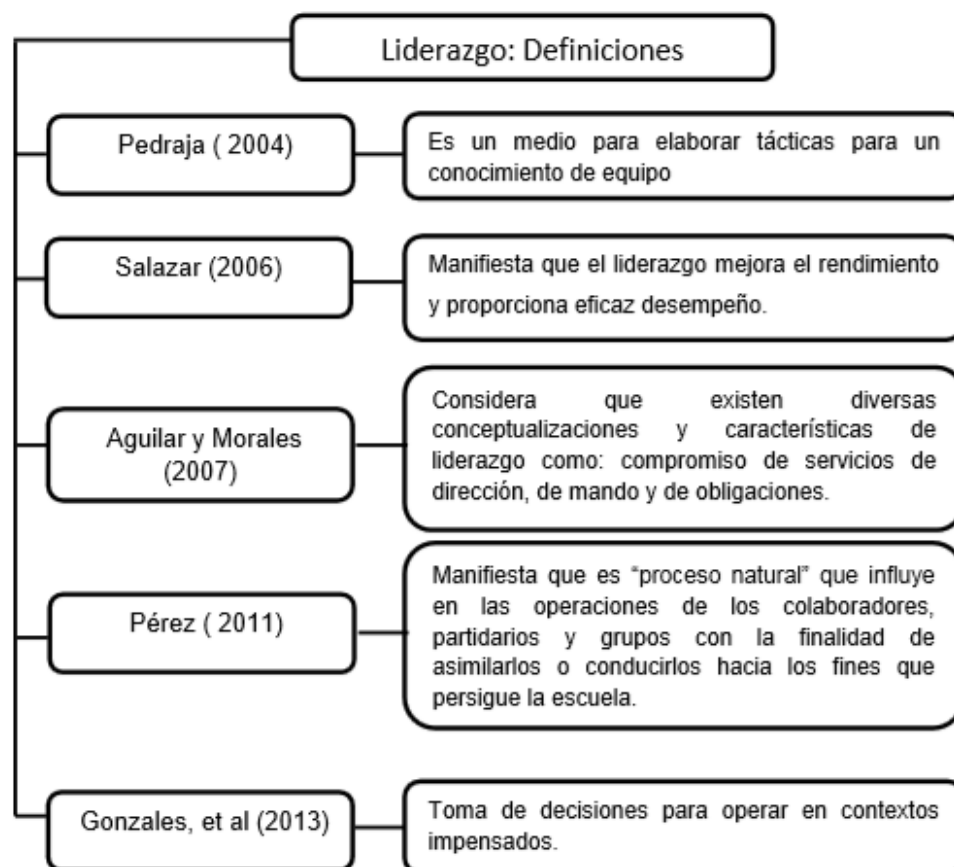 Liderazgo: Definiciones
Pedraja ( 2004)
Es un medio para elaborar tácticas para un
conocimiento de equipo
Salazar (2006)
Manifiesta que el liderazgo mejora el rendimiento
y proporciona eficaz desempeño.
Aguilar y Morales
(2007)
Considera que existen diversas
conceptualizaciones y características de
liderazgo como: compromiso de servicios de
dirección, de mando y de obligaciones.
Pérez ( 2011)
Manifiesta que es “proceso natural” que influye
en las operaciones de los colaboradores,
partidarios y grupos con la finalidad de
asimilarlos o conducirlos hacia los fines que
persigue la escuela.
Gonzales, et al (2013)
Toma de decisiones para operar en contextos
impensados.